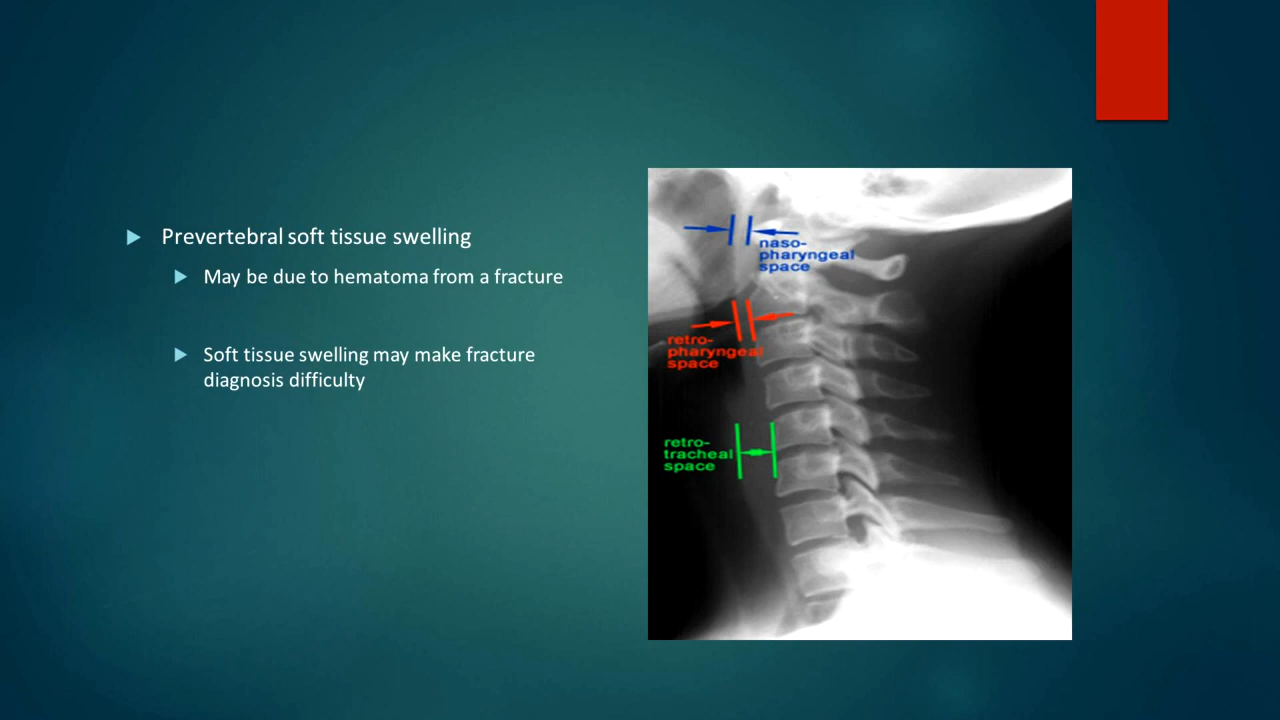 Prevertebral soft tissue swelling
May be due to hematoma from a fracture
Soft tissue swelling may make fracture
diagnosis difficulty
naso-
pharyngeal
space
retro-
pharyngeal
space
retro-
tracheal
space